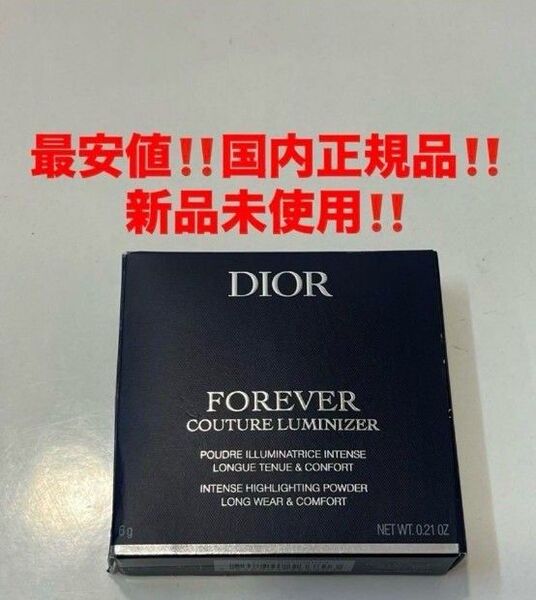 最安値‼️国内正規品‼️
新品未使用‼️
DIOR
FOREVER
COUTURE LUMINIZER
POUDRE ILLUMINATRICE INTENSE
LONGUE TENUE & CONFORT
INTENSE HIGHLIGHTING POWDER
LONG WEAR & COMFORT
6g NET WT. 0.21 OZ